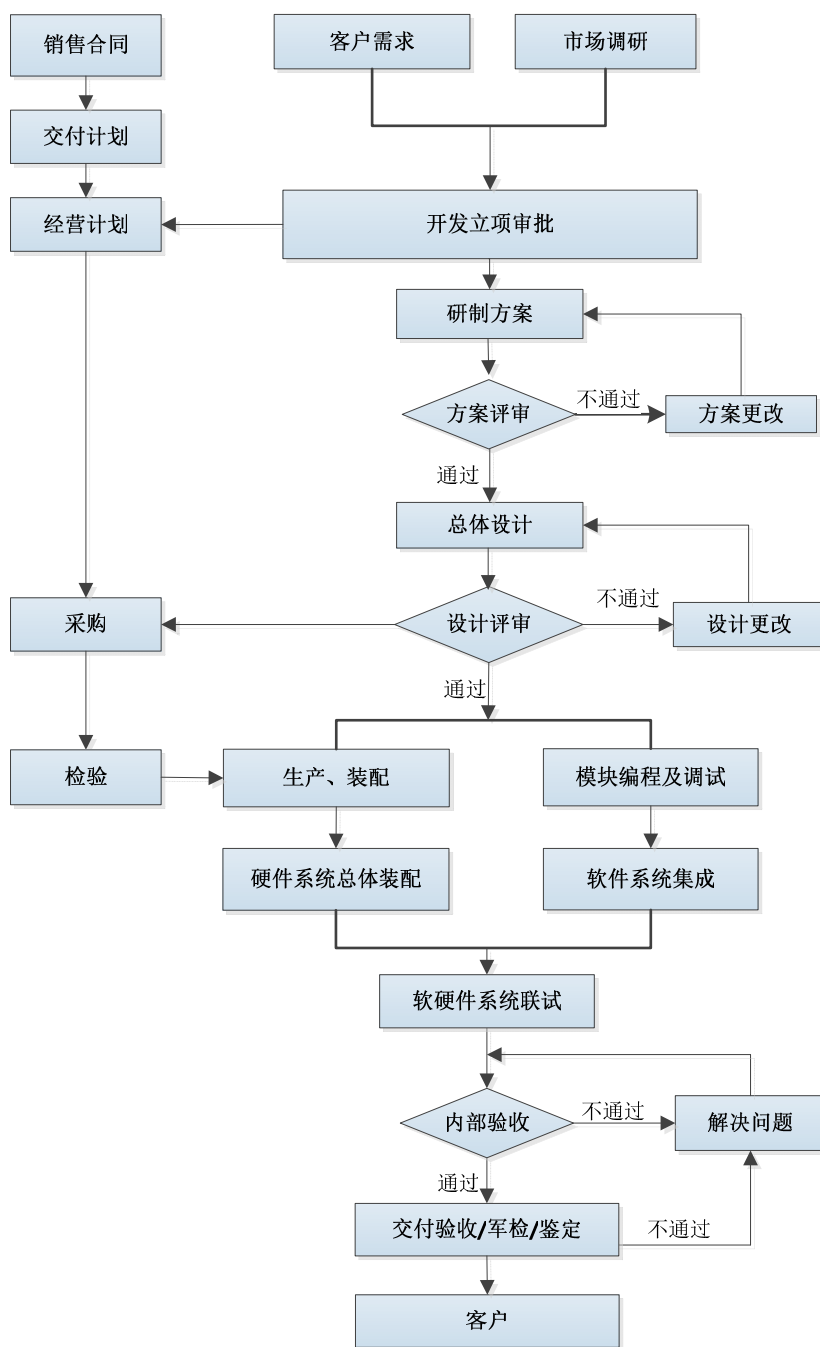 销售合同
客户需求
市场调研
交付计划
经营计划
开发立项审批
研制方案
方案评审
不通过
方案更改
通过
总体设计
采购
设计评审
不通过
设计更改
通过
检验
生产、装配
模块编程及调试
硬件系统总体装配
软件系统集成
软硬件系统联试
内部验收
不通过
解决问题
通过
交付验收/军检/鉴定
不通过
客户